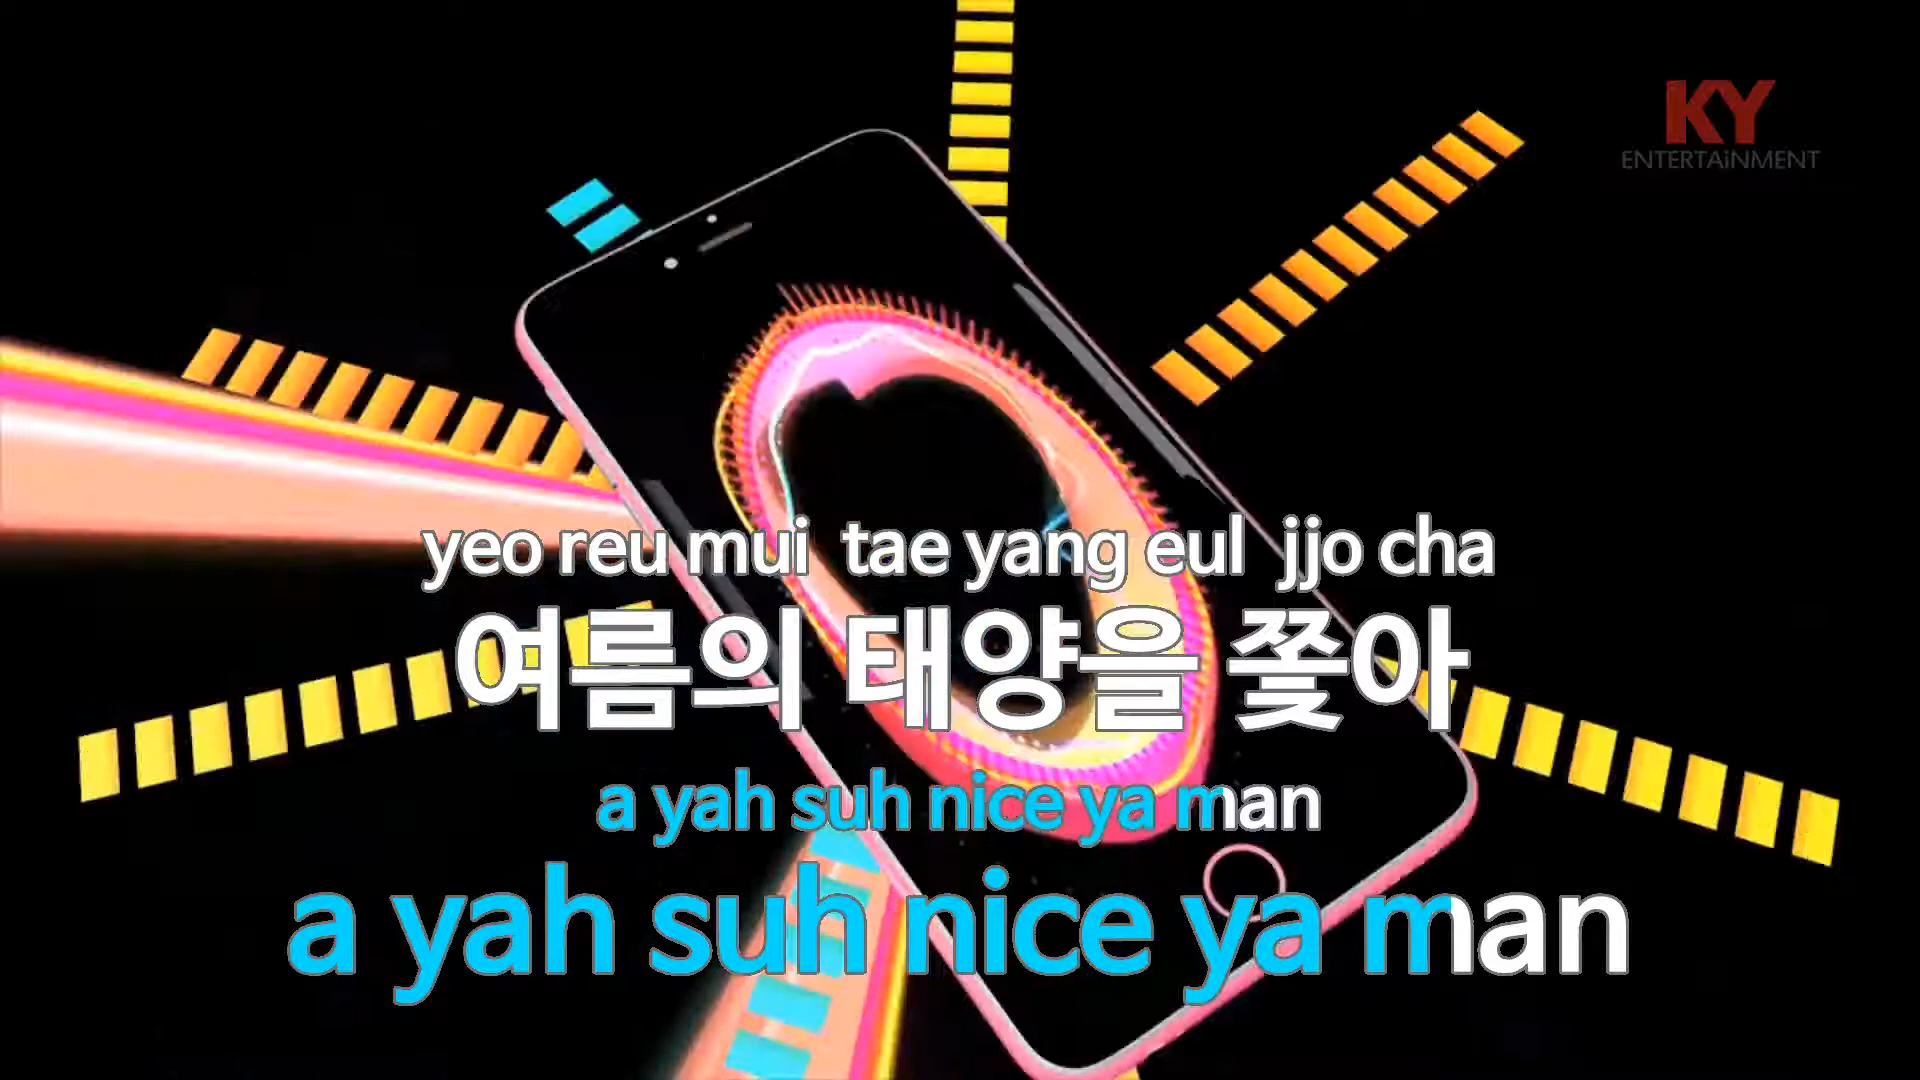 KY
ENTERTAiNMENT
yeo reu mui tae yang eul jjo cha
여름의 태양을 쫓아
a yah suh nice ya man
a yah suh nice ya man